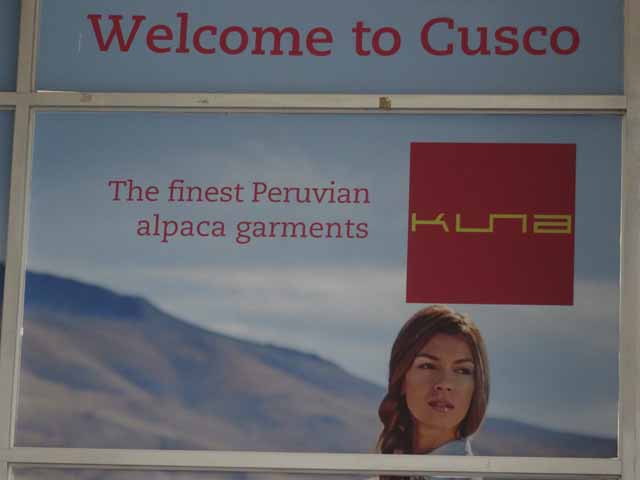 Welcome to Cusco
The finest Peruvian
alpaca garments
kuna